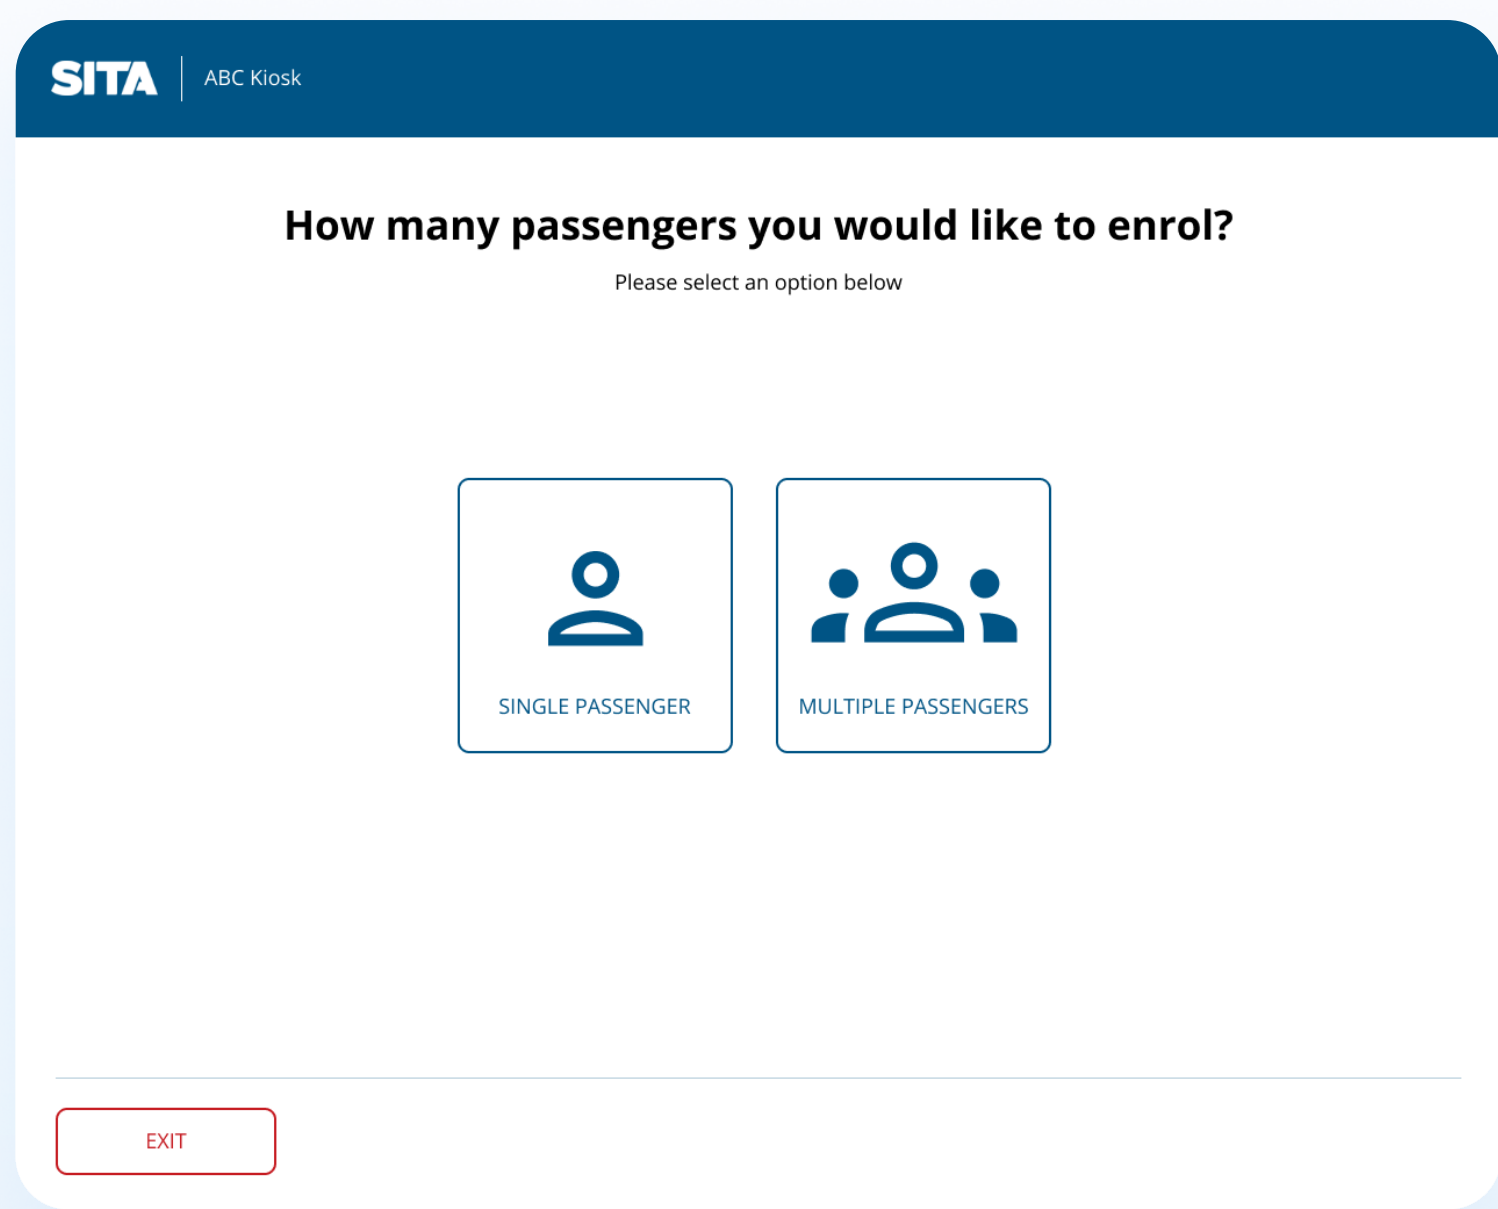 SITA
ABC Kiosk
How many passengers you would like to enrol?
Please select an option below
SINGLE PASSENGER
MULTIPLE PASSENGERS
EXIT